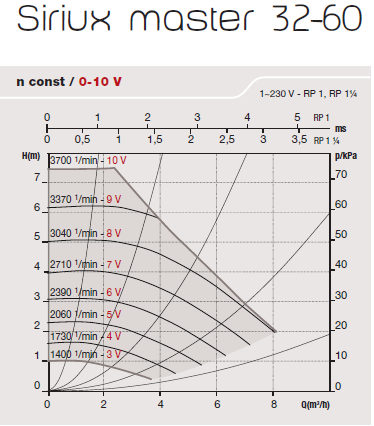 Siriux master 32-60
n const / 0-10 V
1~230 V - RP 1, RP 1¼
0 1 2 3 4 5 RP 1
m/s
0 0,5 1 1,5 2 2,5 3 3,5 RP 1 ¼
H(m) p/kPa
3700 1/min - 10 V
7 70
3370 1/min - 9 V
6 60
3040 1/min - 8 V
5 50
2710 1/min - 7 V
4 40
2390 1/min - 6 V
3 30
2060 1/min - 5 V
2 20
1730 1/min - 4 V
1400 1/min - 3 V
1 10
0 0
0 2 4 6 8 Q(m³/h)